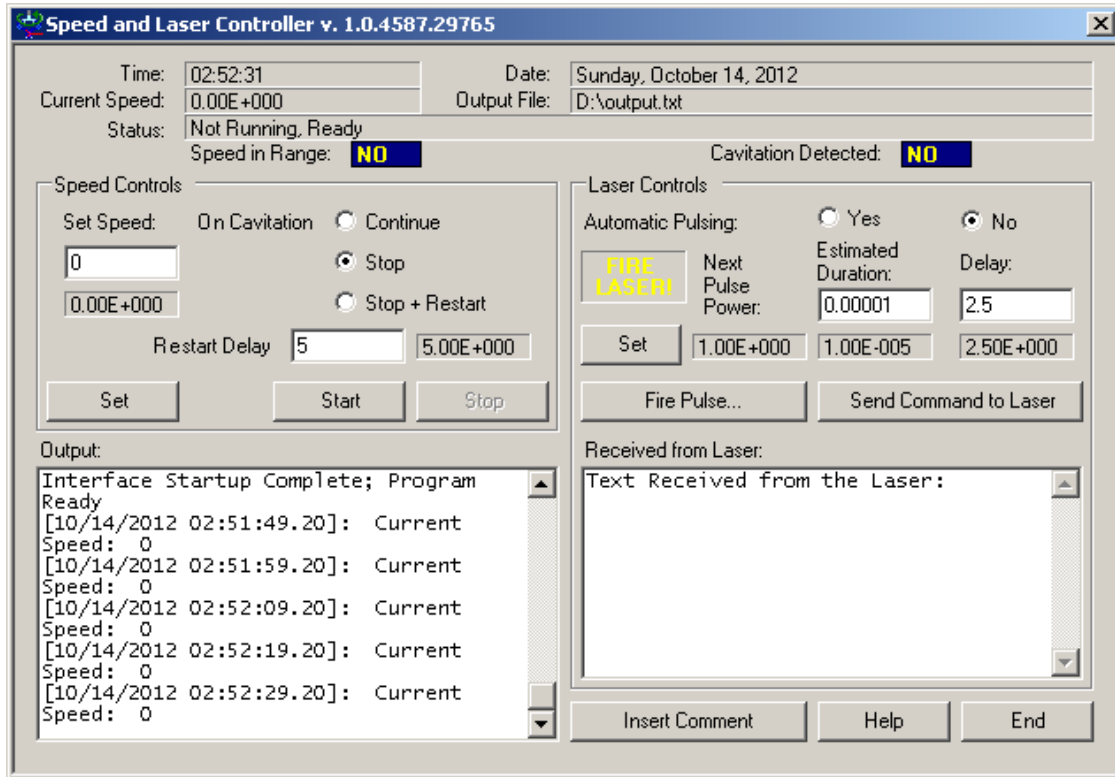 Speed and Laser Controller v. 1.0.4587.29765
Time: 02:52:31 Date: Sunday, October 14, 2012
Current Speed: 0.00E+000 Output File: D:\output.txt
Status: Not Running, Ready
Speed in Range: NO Cavitation Detected: NO
Speed Controls
Set Speed: On Cavitation Continue
0 Stop
0.00E+000 Stop + Restart
Restart Delay 5 5.00E+000
Set Start Stop
Laser Controls
Automatic Pulsing: Yes No
FIRE
LASER!
Next
Pulse
Power:
Estimated
Duration:
Delay:
0.00001 2.5
Set 1.00E+000 1.00E-005 2.50E+000
Fire Pulse... Send Command to Laser
Output:
Interface Startup Complete; Program
Ready
[10/14/2012 02:51:49.20]: Current
Speed: 0
[10/14/2012 02:51:59.20]: Current
Speed: 0
[10/14/2012 02:52:09.20]: Current
Speed: 0
[10/14/2012 02:52:19.20]: Current
Speed: 0
[10/14/2012 02:52:29.20]: Current
Speed: 0
Received from Laser:
Text Received from the Laser:
Insert Comment Help End